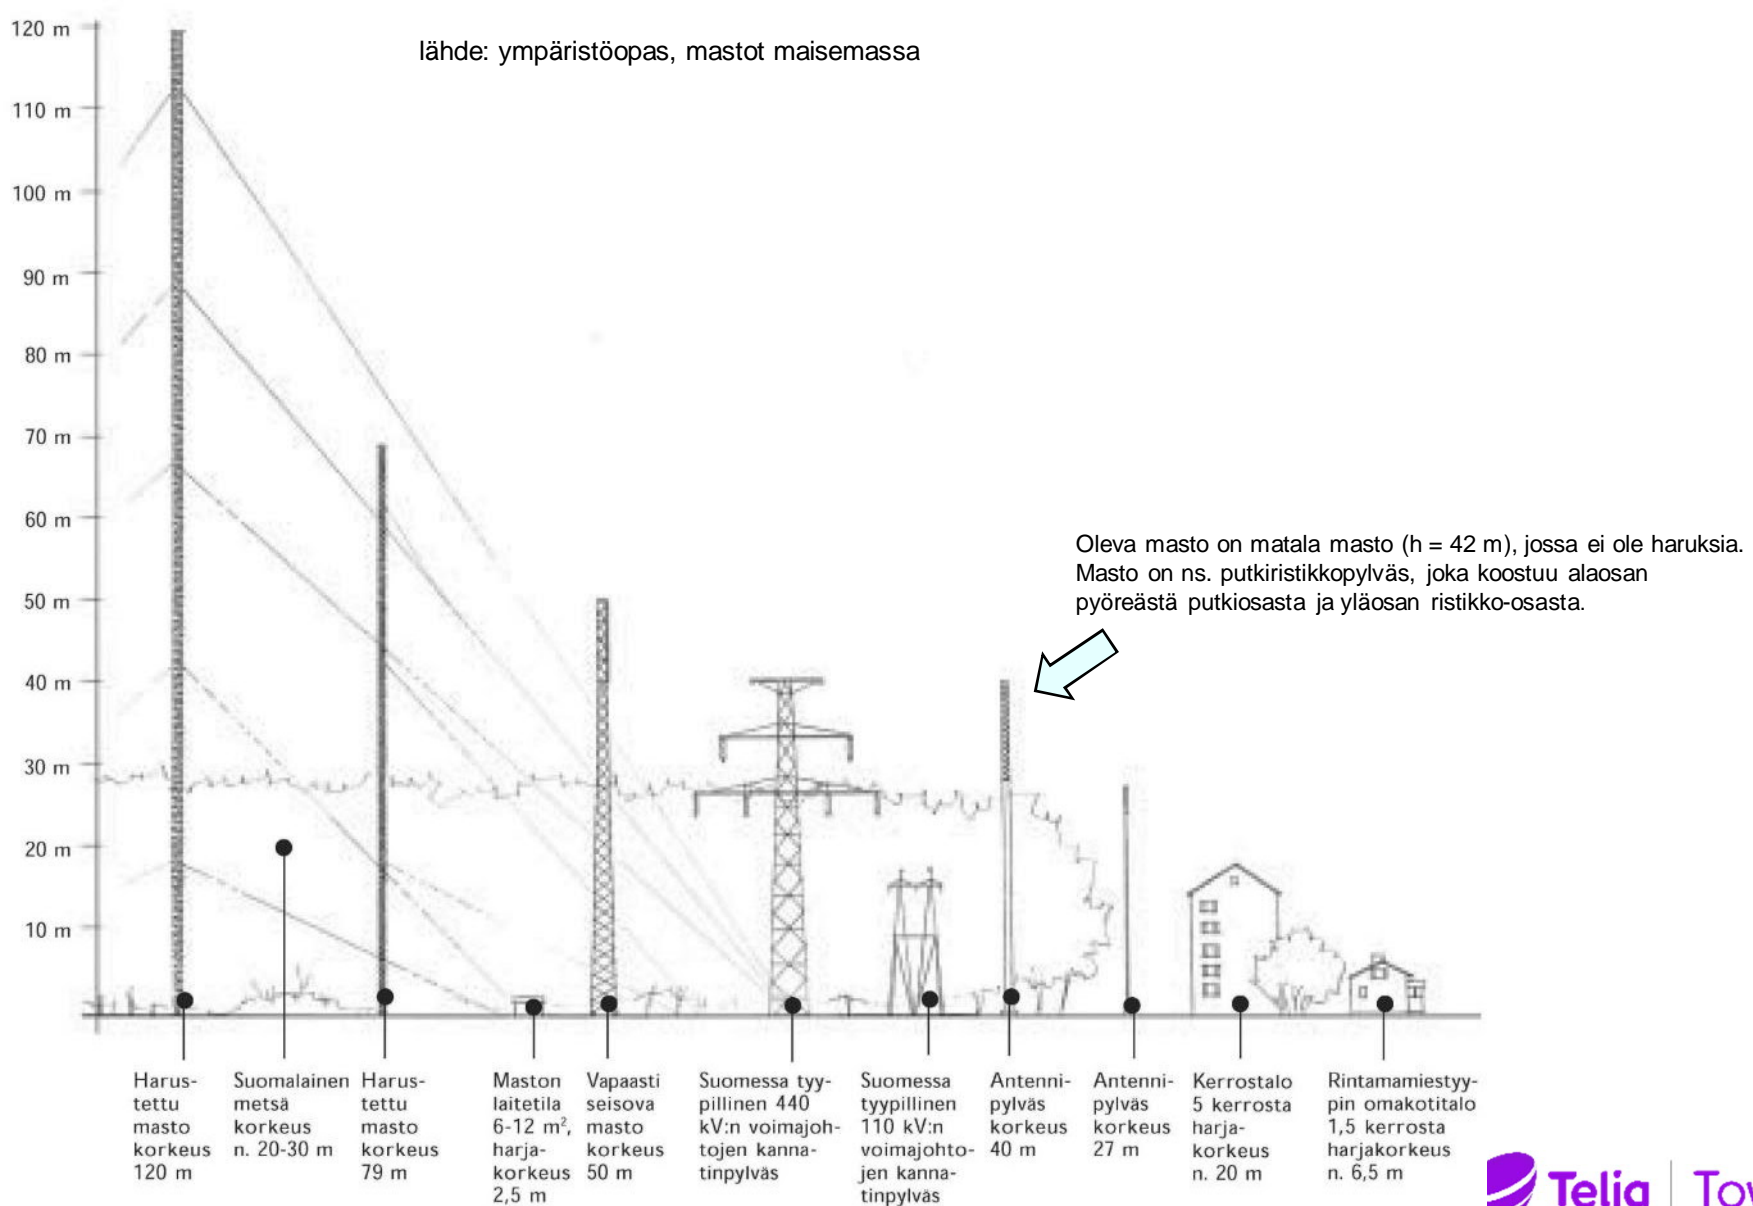 lähde: ympäristöopas, mastot maisemassa
120 m
110 m
100 m
90 m
80 m
70 m
60 m
50 m
40 m
30 m
20 m
10 m
Oleva masto on matala masto (h = 42 m), jossa ei ole haruksia.
Masto on ns. putkiristikkopylväs, joka koostuu alaosan
pyöreästä putkiosasta ja yläosan ristikko-osasta.
Harus-
tettu
masto
korkeus
120 m
Suomalainen
metsä
korkeus
n. 20-30 m
Harus-
tettu
masto
korkeus
79 m
Maston
laitetila
6-12 m²,
harja-
korkeus
2,5 m
Vapaasti
seisova
masto
korkeus
50 m
Suomessa tyy-
pillinen 440
kV:n voimajoh-
tojen kanna-
tinpylväs
Suomessa
tyypillinen
110 kV:n
voimajohto-
jen kanna-
tinpylväs
Antenni-
pylväs
korkeus
40 m
Antenni-
pylväs
korkeus
27 m
Kerrostalo
5 kerrosta
harja-
korkeus
n. 20 m
Rintamamiestyy-
pin omakotitalo
1,5 kerrosta
harjakorkeus
n. 6,5 m
Telia